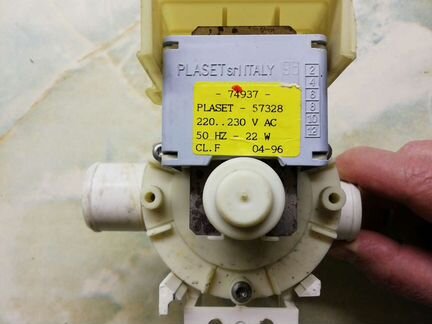 PLASET srl ITALY 95
- 74937 -
PLASET - 57328
220..230 V AC
50 HZ - 22 W
CL.F 04-96
2
4
6
8
10
12